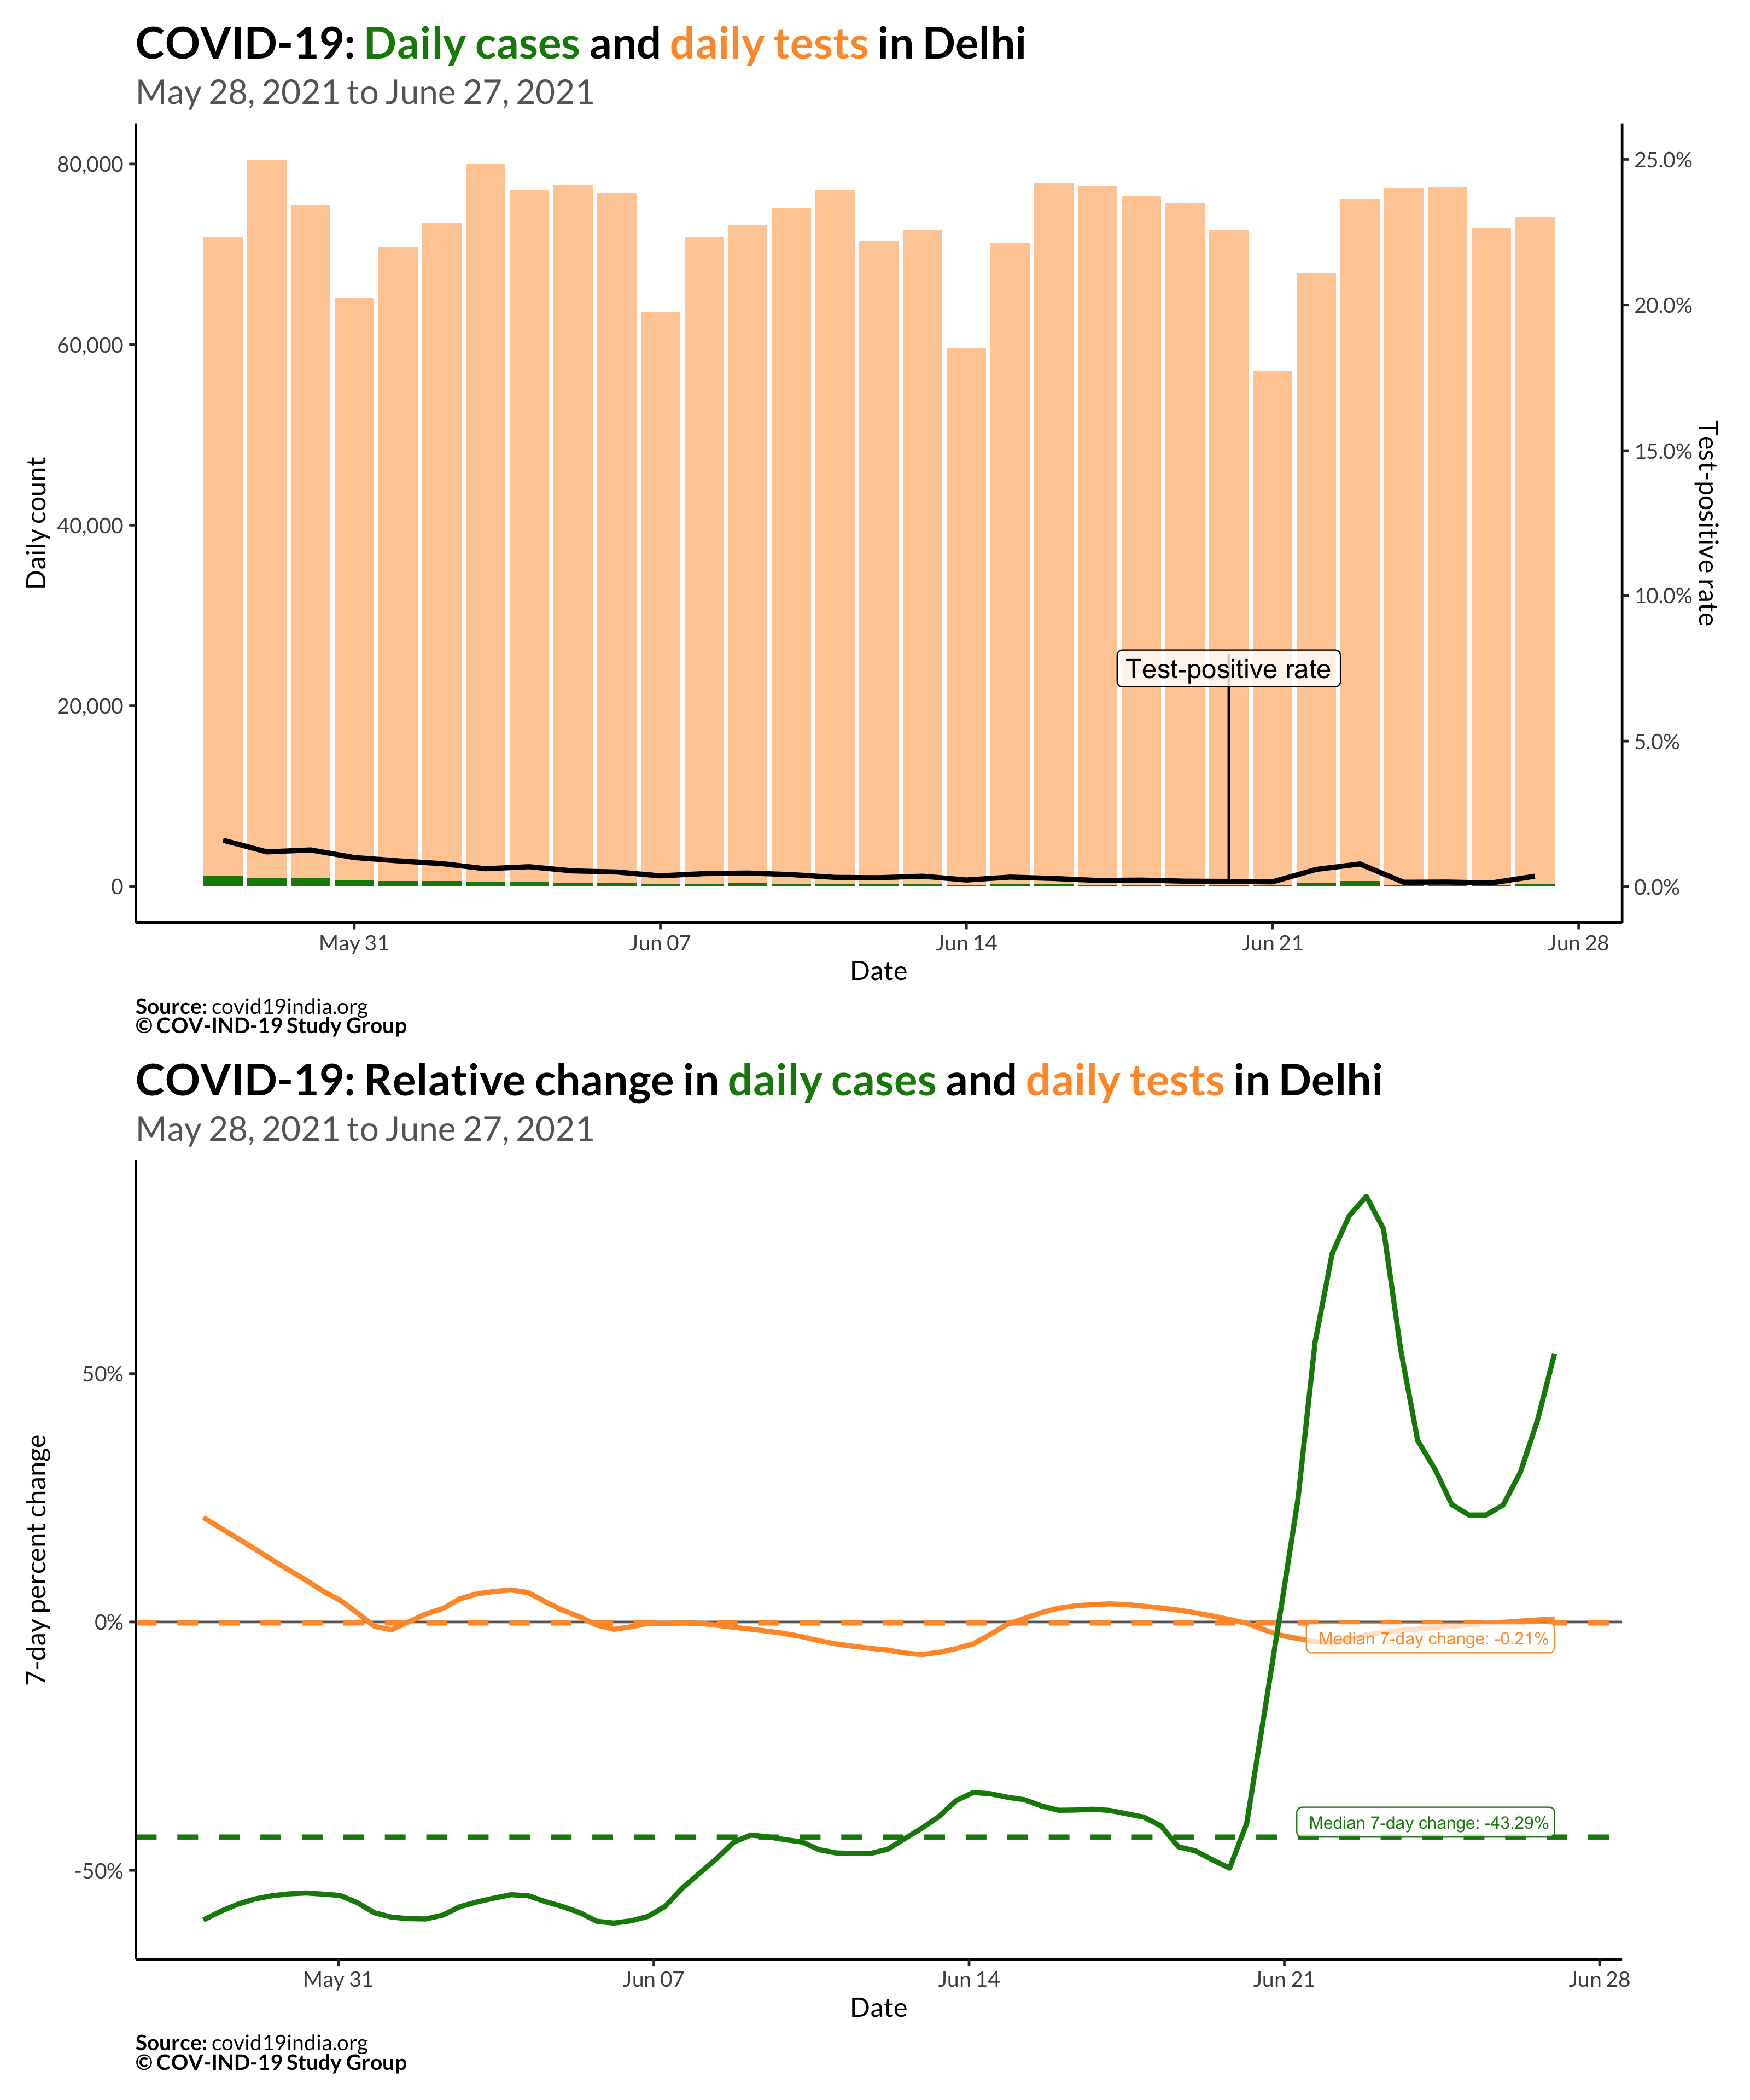 COVID-19: Daily cases and daily tests in Delhi
May 28, 2021 to June 27, 2021
80,000
60,000
40,000
20,000
0
Daily count
25.0%
20.0%
15.0%
10.0%
5.0%
0.0%
Test-positive rate
Test-positive rate
May 31
Jun 07
Jun 14
Jun 21
Jun 28
Date
Source: covid19india.org
© COV-IND-19 Study Group
COVID-19: Relative change in daily cases and daily tests in Delhi
May 28, 2021 to June 27, 2021
50%
0%
-50%
7-day percent change
Median 7-day change: -0.21%
Median 7-day change: -43.29%
May 31
Jun 07
Jun 14
Jun 21
Jun 28
Date
Source: covid19india.org
© COV-IND-19 Study Group